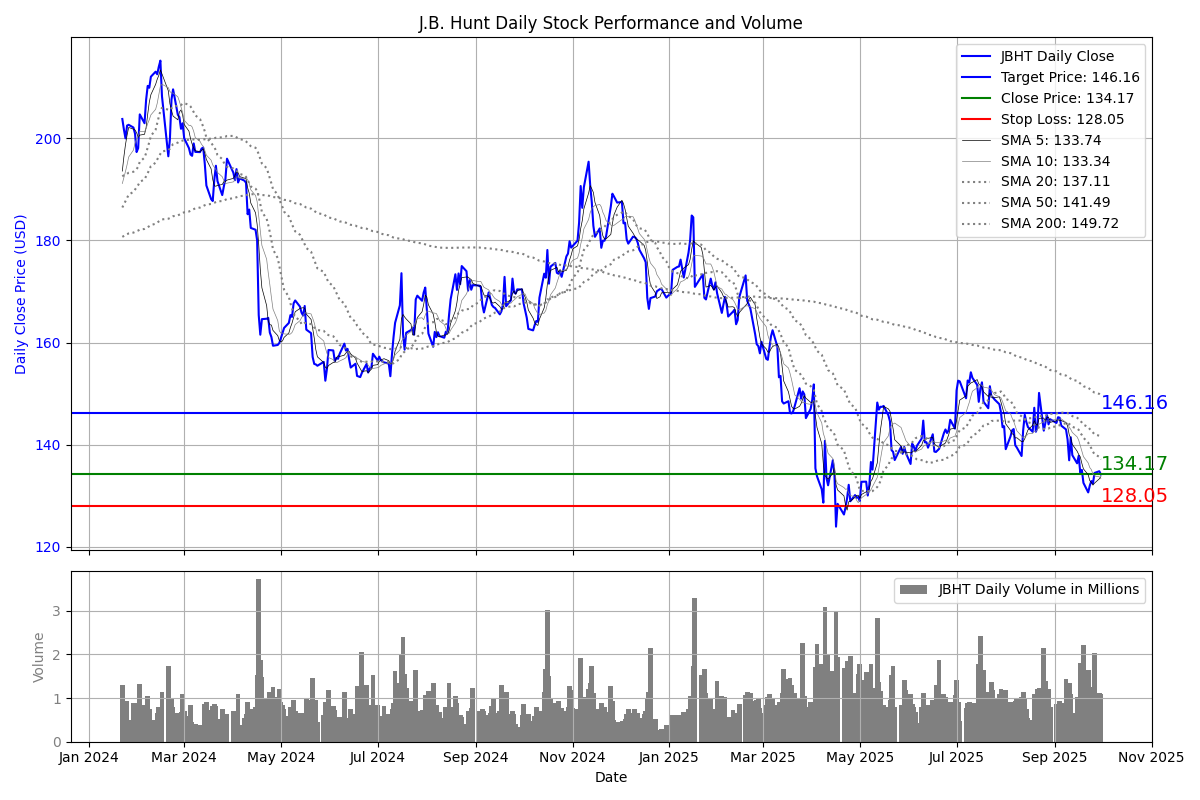 J.B. Hunt Daily Stock Performance and Volume
JBHT Daily Close
Target Price: 146.16
Close Price: 134.17
Stop Loss: 128.05
SMA 5: 133.74
SMA 10: 133.34
SMA 20: 137.11
SMA 50: 141.49
SMA 200: 149.72
Daily Close Price (USD)
200
180
160
140
120
146.16
134.17
128.05
JBHT Daily Volume in Millions
Volume
3
2
1
0
Jan 2024 Mar 2024 May 2024 Jul 2024 Sep 2024 Nov 2024 Jan 2025 Mar 2025 May 2025 Jul 2025 Sep 2025 Nov 2025
Date